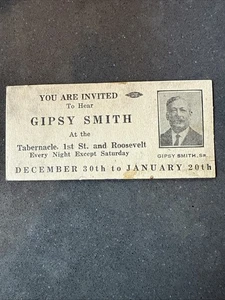 YOU ARE INVITED
To Hear
GIPSY SMITH
At the
Tabernacle, 1st St. and Roosevelt
Every Night Except Saturday
GIPSY SMITH, SR.
DECEMBER 30th to JANUARY 20th